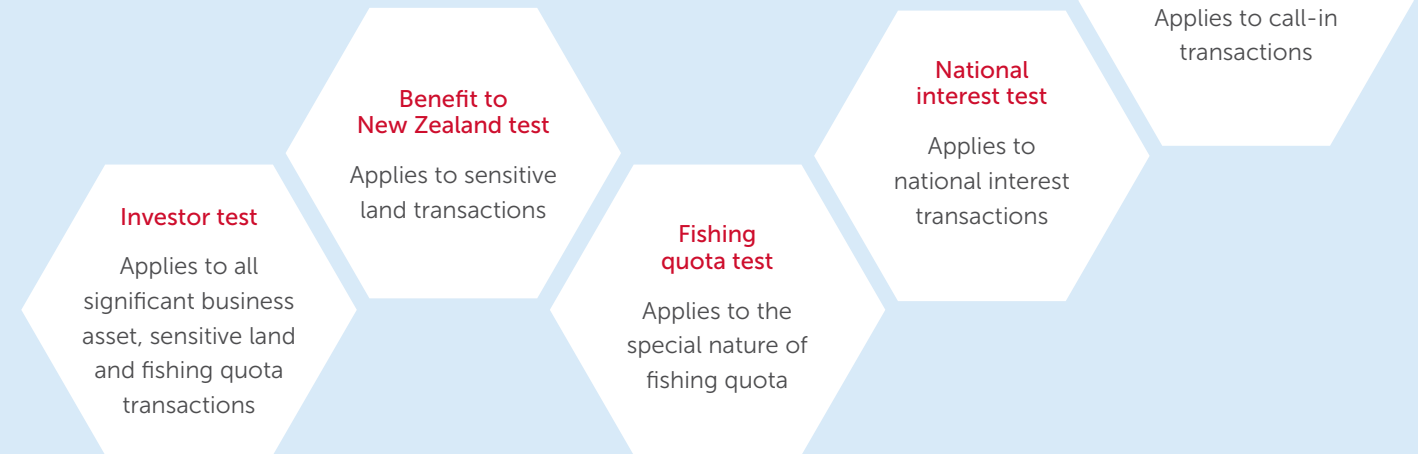 Investor test
Applies to all
significant business
asset, sensitive land
and fishing quota
transactions
Benefit to
New Zealand test
Applies to sensitive
land transactions
Fishing
quota test
Applies to the
special nature of
fishing quota
National
interest test
Applies to
national interest
transactions
Applies to call-in
transactions